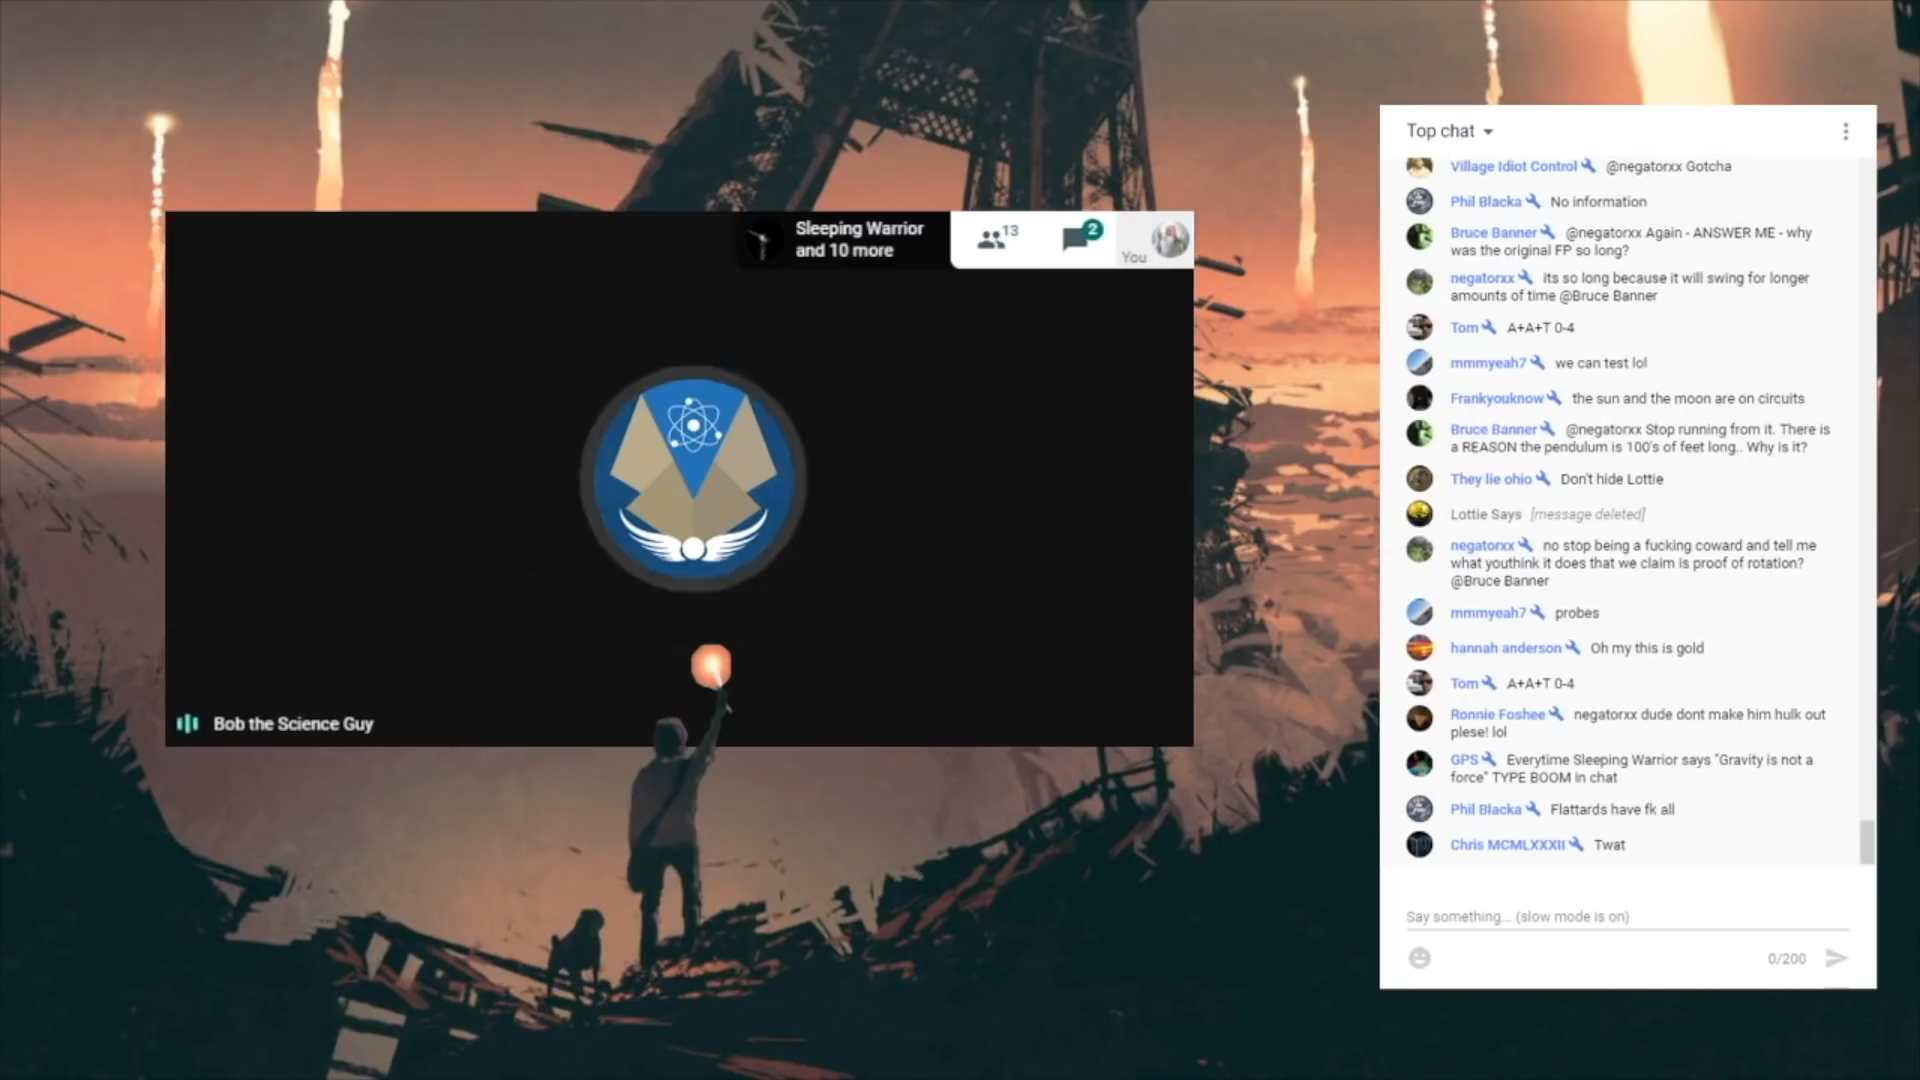 Sleeping Warrior
and 10 more
13
2
You
Bob the Science Guy
Top chat
Village Idiot Control @negatorxx Gotcha
Phil Blacka No information
Bruce Banner @negatorxx Again - ANSWER ME - why
was the original FP so long?
negatorxx its so long because it will swing for longer
amounts of time @Bruce Banner
Tom A+A+T 0-4
mmmyeah7 we can test lol
Frankyouknow the sun and the moon are on circuits
Bruce Banner @negatorxx Stop running from it. There is
a REASON the pendulum is 100's of feet long.. Why is it?
They lie ohio Don't hide Lottie
Lottie Says [message deleted]
negatorxx no stop being a fucking coward and tell me
what youthink it does that we claim is proof of rotation?
@Bruce Banner
mmmyeah7 probes
hannah anderson Oh my this is gold
Tom A+A+T 0-4
Ronnie Foshee negatorxx dude dont make him hulk out
plese! lol
GPS Everytime Sleeping Warrior says "Gravity is not a
force" TYPE BOOM in chat
Phil Blacka Flattards have fk all
Chris MCMLXXXII Twat
Say something... (slow mode is on)
0/200